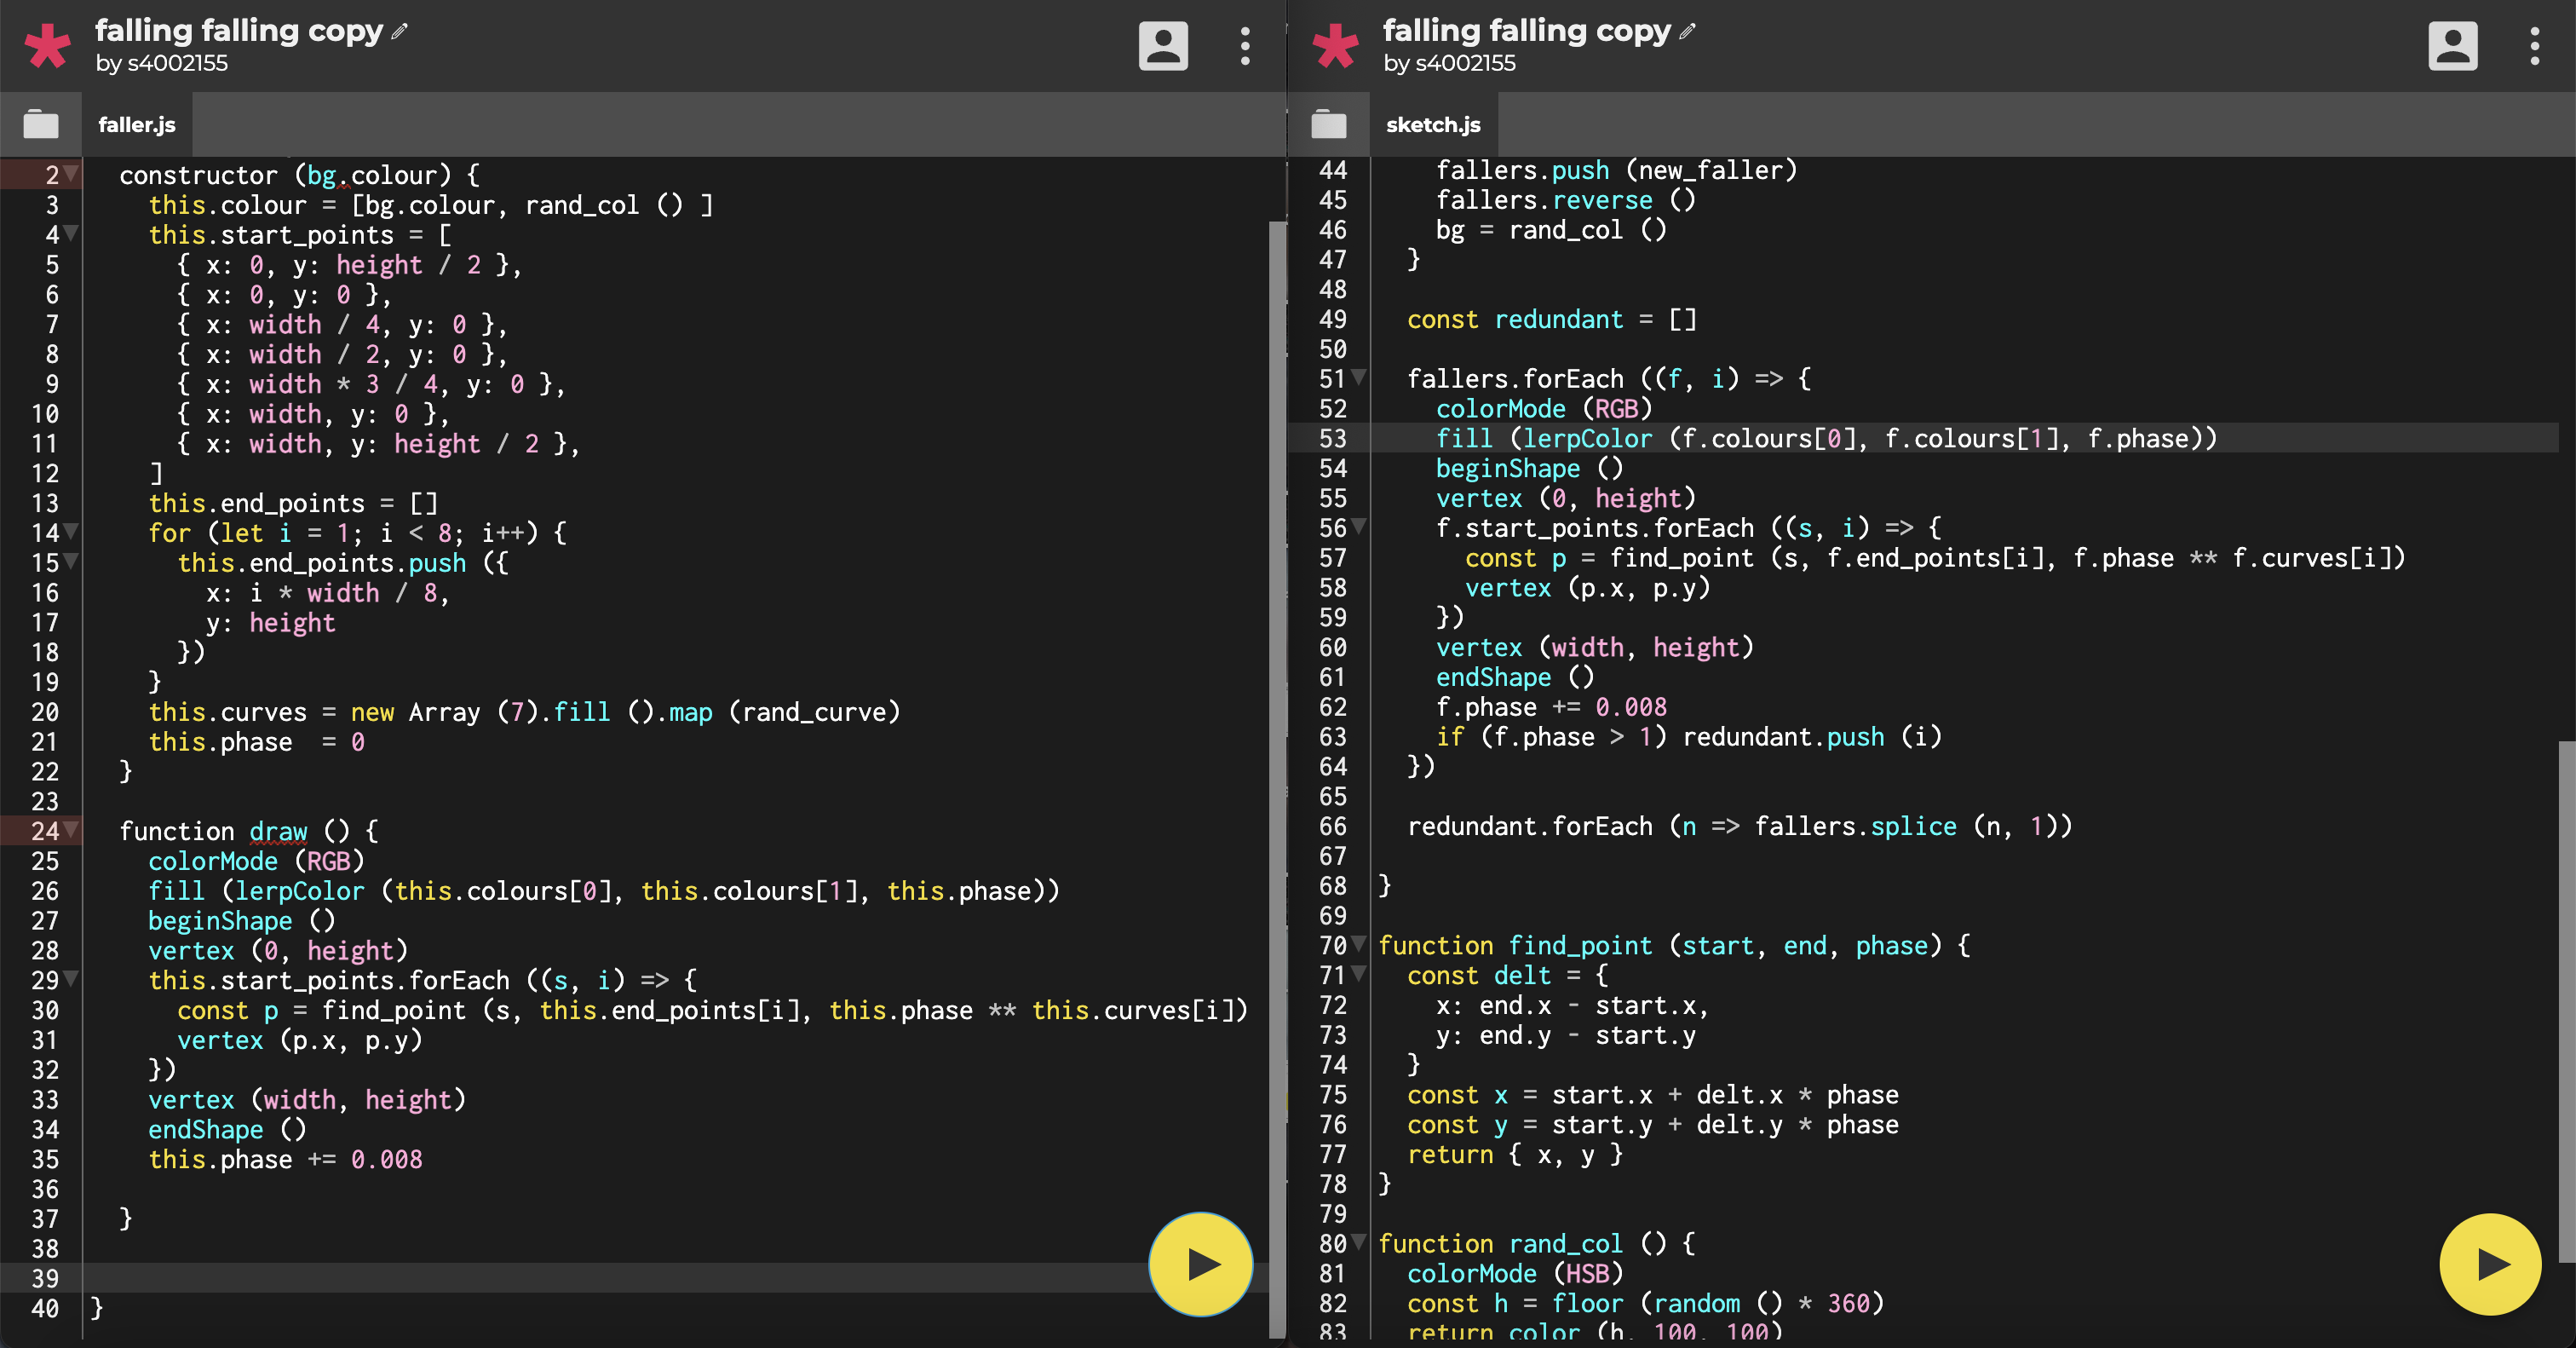 falling falling copy
by s4002155
faller.js
2 constructor (bg.colour) {
3 this.colour = [bg.colour, rand_col () ]
4 this.start_points = [
5 { x: 0, y: height / 2 },
6 { x: 0, y: 0 },
7 { x: width / 4, y: 0 },
8 { x: width / 2, y: 0 },
9 { x: width * 3 / 4, y: 0 },
10 { x: width, y: 0 },
11 { x: width, y: height / 2 },
12 ]
13 this.end_points = []
14 for (let i = 1; i < 8; i++) {
15 this.end_points.push ({
16 x: i * width / 8,
17 y: height
18 })
19 }
20 this.curves = new Array (7).fill ().map (rand_curve)
21 this.phase  = 0
22 }
23
24 function draw () {
25 colorMode (RGB)
26 fill (lerpColor (this.colours[0], this.colours[1], this.phase))
27 beginShape ()
28 vertex (0, height)
29 this.start_points.forEach ((s, i) => {
30 const p = find_point (s, this.end_points[i], this.phase ** this.curves[i])
31 vertex (p.x, p.y)
32 })
33 vertex (width, height)
34 endShape ()
35 this.phase += 0.008
36
37 }
38
39
40 }
falling falling copy
by s4002155
sketch.js
44 fallers.push (new_faller)
45 fallers.reverse ()
46 bg = rand_col ()
47 }
48
49 const redundant = []
50
51 fallers.forEach ((f, i) => {
52 colorMode (RGB)
53 fill (lerpColor (f.colours[0], f.colours[1], f.phase))
54 beginShape ()
55 vertex (0, height)
56 f.start_points.forEach ((s, i) => {
57 const p = find_point (s, f.end_points[i], f.phase ** f.curves[i])
58 vertex (p.x, p.y)
59 })
60 vertex (width, height)
61 endShape ()
62 f.phase += 0.008
63 if (f.phase > 1) redundant.push (i)
64 })
65
66 redundant.forEach (n => fallers.splice (n, 1))
67
68 }
69
70 function find_point (start, end, phase) {
71 const delt = {
72 x: end.x - start.x,
73 y: end.y - start.y
74 }
75 const x = start.x + delt.x * phase
76 const y = start.y + delt.y * phase
77 return { x, y }
78 }
79
80 function rand_col () {
81 colorMode (HSB)
82 const h = floor (random () * 360)
83 return color (h, 100, 100)